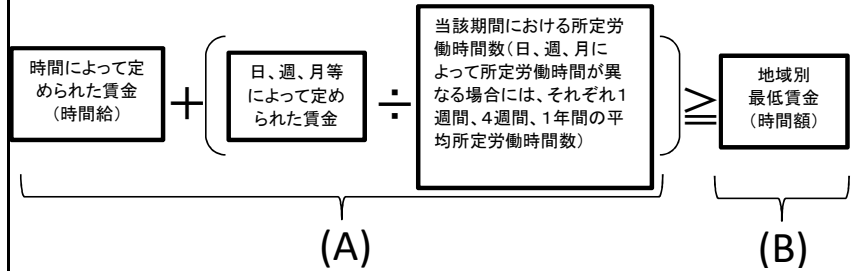 時間によって定
められた賃金
（時間給）
＋
日、週、月等
によって定め
られた賃金
÷
当該期間における所定労
働時間数（日、週、月に
よって所定労働時間が異
なる場合には、それぞれ１
週間、４週間、１年間の平
均所定労働時間数）
≧
地域別
最低賃金
（時間額）
(A)
(B)